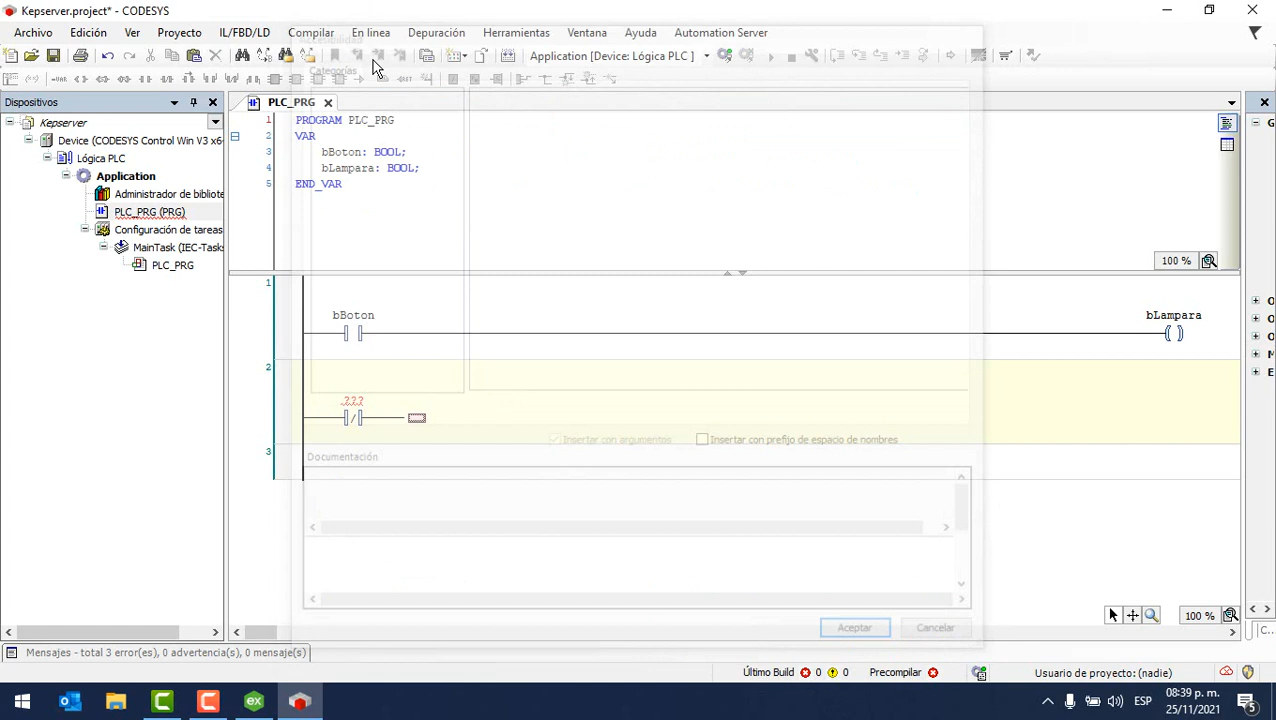 Kepserver.project* - CODESYS
Archivo Edición Ver Proyecto IL/FBD/LD Compilar En línea Depuración Herramientas Ventana Ayuda Automation Server
Accesibilidad
Application [Device: Lógica PLC ]
Categorías
Dispositivos
PLC_PRG
Kepserver
Device (CODESYS Control Win V3 x6
Lógica PLC
Application
Administrador de bibliote
PLC_PRG (PRG)
Configuración de tareas
MainTask (IEC-Tasks
PLC_PRG
1 PROGRAM PLC_PRG
2 VAR
3 bBoton: BOOL;
4 bLampara: BOOL;
5 END_VAR
100 %
1
bBoton
bLampara
2
???
3
Insertar con argumentos
Insertar con prefijo de espacio de nombres
Documentación
Aceptar
Cancelar
100 %
G
O
O
O
M
E
C...
Mensajes - total 3 error(es), 0 advertencia(s), 0 mensaje(s)
Último Build 0 0 Precompilar
Usuario de proyecto: (nadie)
ex
ESP
08:39 p. m.
25/11/2021
5